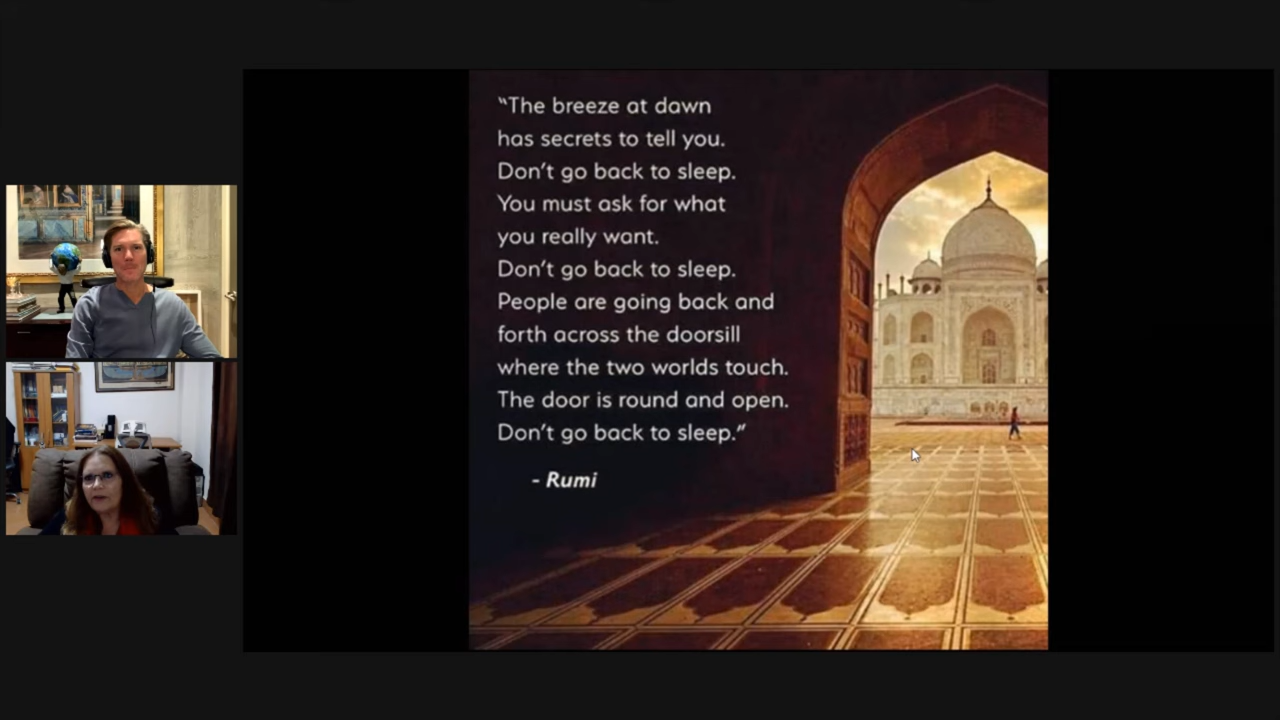 “The breeze at dawn
has secrets to tell you.
Don’t go back to sleep.
You must ask for what
you really want.
Don’t go back to sleep.
People are going back and
forth across the doorsill
where the two worlds touch.
The door is round and open.
Don’t go back to sleep.”
- Rumi